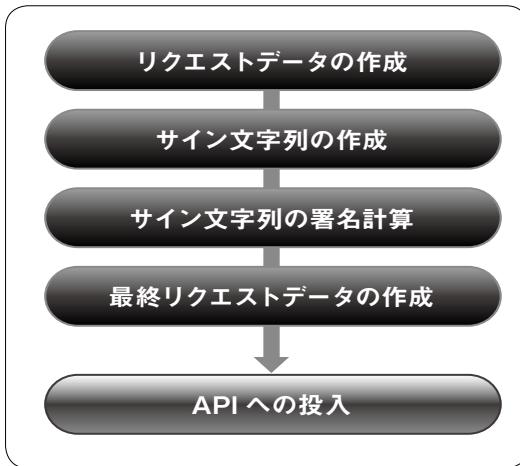 リクエストデータの作成
サイン文字列の作成
サイン文字列の署名計算
最終リクエストデータの作成
API への投入